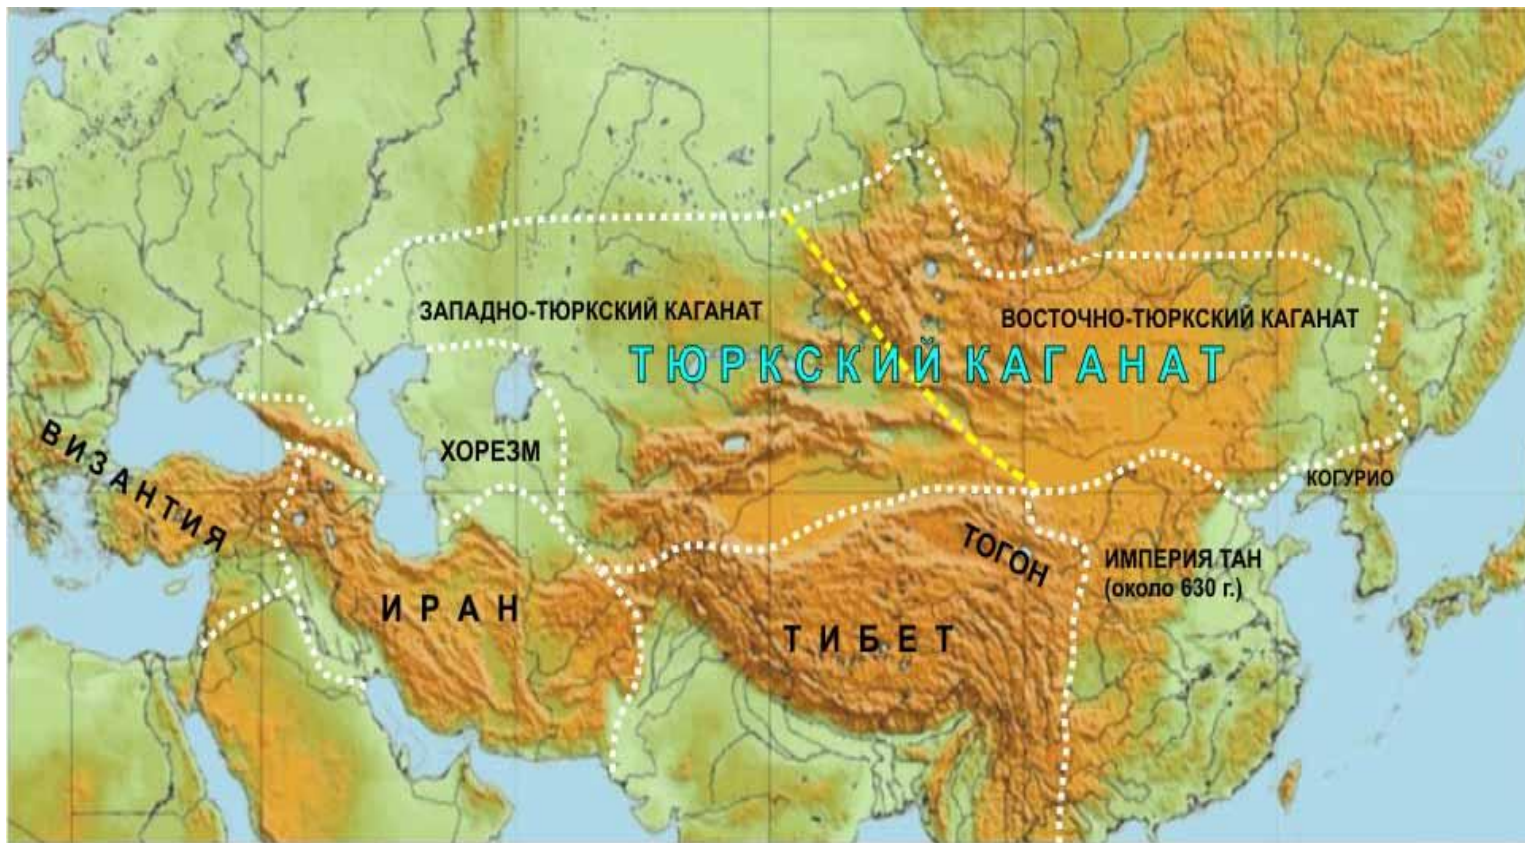 ЗАПАДНО-ТЮРКСКИЙ КАГАНАТ
ВОСТОЧНО-ТЮРКСКИЙ КАГАНАТ
ТЮРКСКИЙ КАГАНАТ
ХОРЕЗМ
ВИЗАНТИЯ
КОГУРИО
ТОГОН
ИМПЕРИЯ ТАН
(около 630 г.)
ИРАН
ТИБЕТ